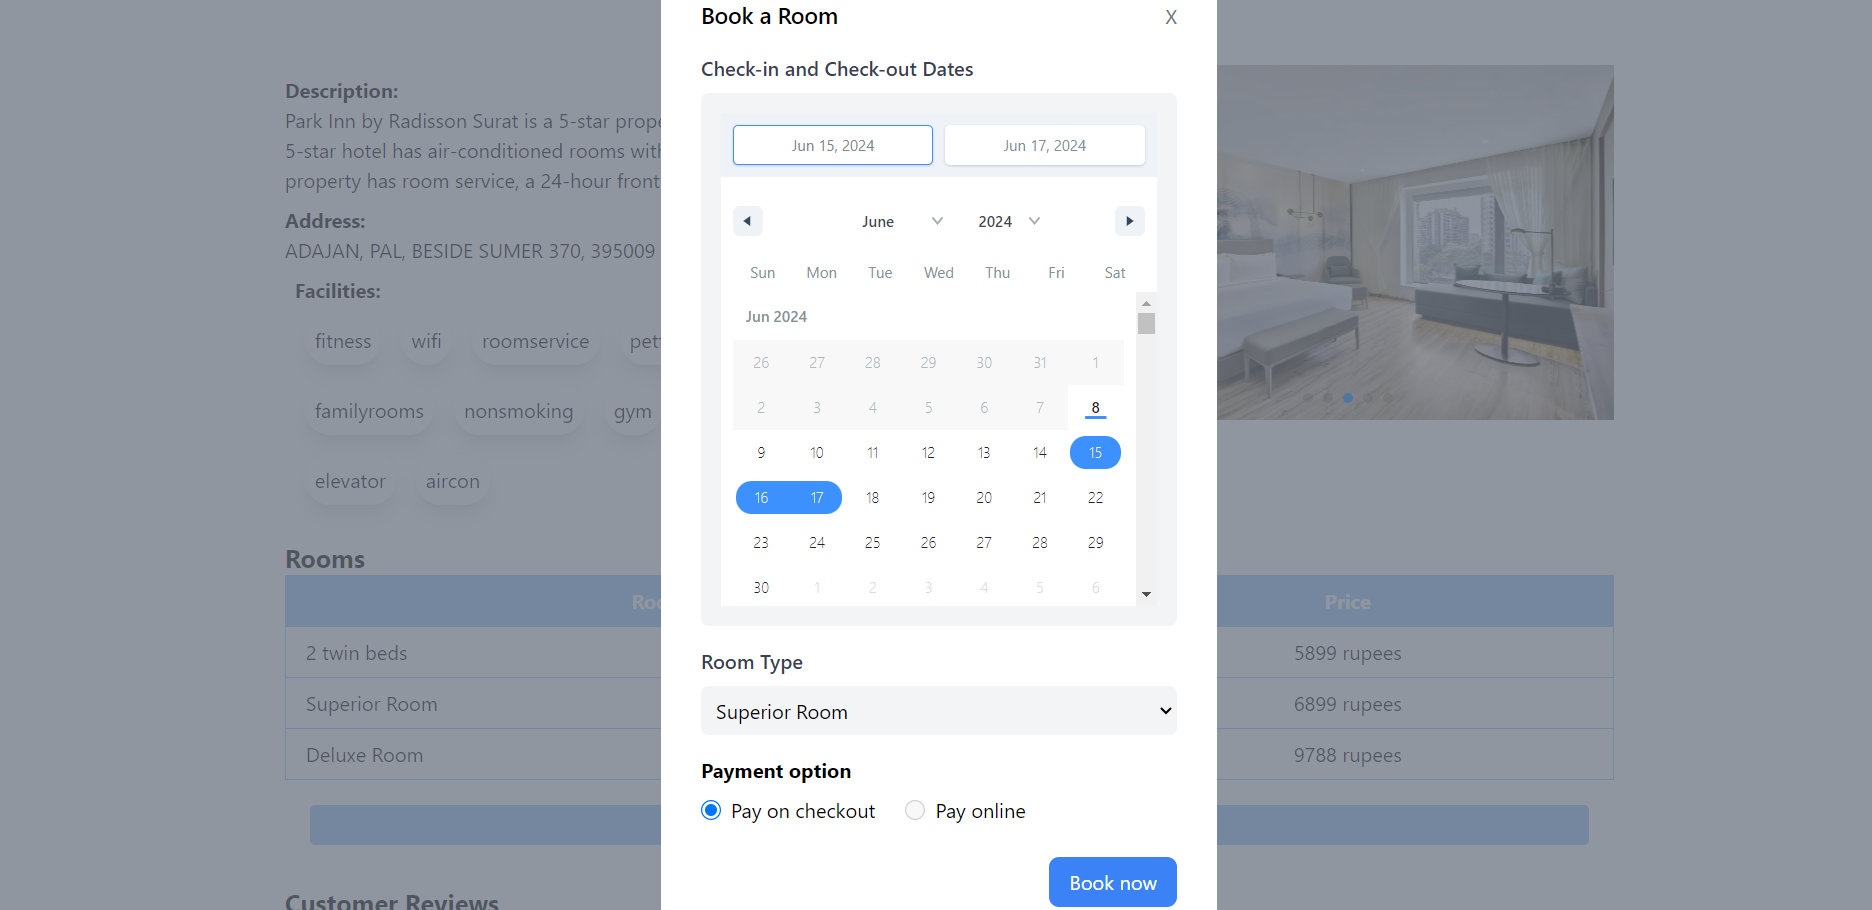 Book a Room
X
Check-in and Check-out Dates
Jun 15, 2024 Jun 17, 2024
June 2024
Sun Mon Tue Wed Thu Fri Sat
Jun 2024
26 27 28 29 30 31 1
2 3 4 5 6 7 8
9 10 11 12 13 14 15
16 17 18 19 20 21 22
23 24 25 26 27 28 29
30 1 2 3 4 5 6
Room Type
Superior Room
Payment option
Pay on checkout Pay online
Book now
Description:
Park Inn by Radisson Surat is a 5-star
5-star hotel has air-conditioned rooms
property has room service, a 24-hour front
Address:
ADAJAN, PAL, BESIDE SUMER 370, 395009
Facilities:
fitness wifi roomservice
familyrooms nonsmoking gym
elevator aircon
Rooms
Price
2 twin beds 5899 rupees
Superior Room 6899 rupees
Deluxe Room 9788 rupees
Customer Reviews